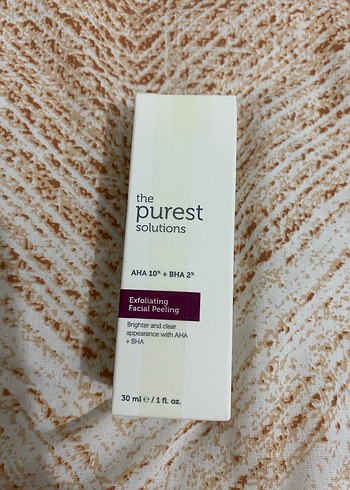 the
purest
solutions
AHA 10% + BHA 2%
Exfoliating
Facial Peeling
Brighter and clear
appearance with AHA
+ BHA
30 ml ℮ / 1 fl. oz.